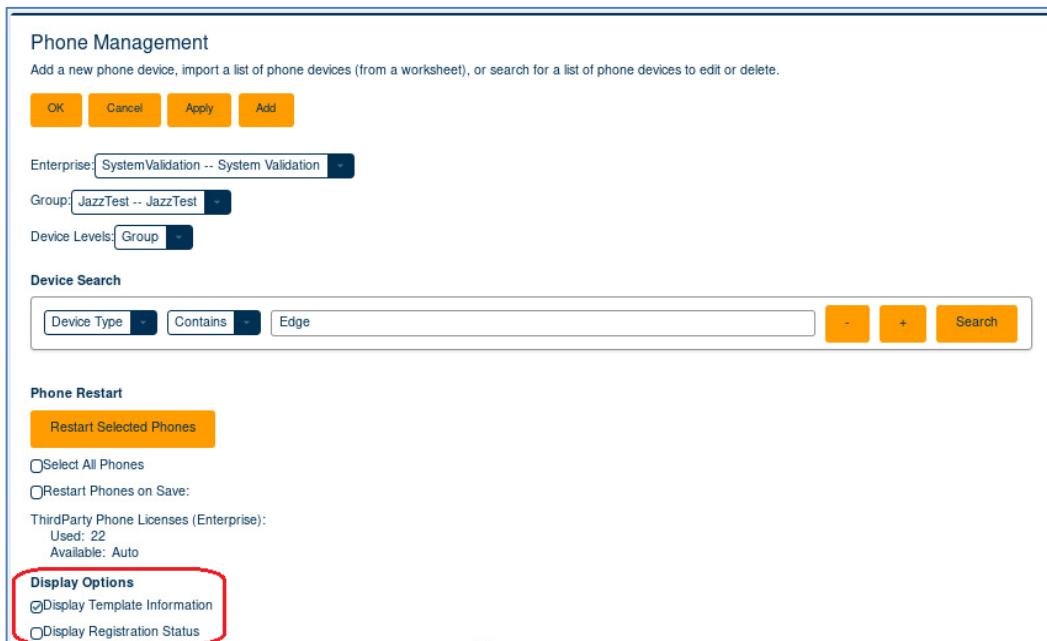 Phone Management
Add a new phone device, import a list of phone devices (from a worksheet), or search for a list of phone devices to edit or delete.
OK Cancel Apply Add
Enterprise: SystemValidation -- System Validation
Group: JazzTest -- JazzTest
Device Levels: Group
Device Search
Device Type Contains Edge - + Search
Phone Restart
Restart Selected Phones
Select All Phones
Restart Phones on Save:
ThirdParty Phone Licenses (Enterprise):
Used: 22
Available: Auto
Display Options
Display Template Information
Display Registration Status